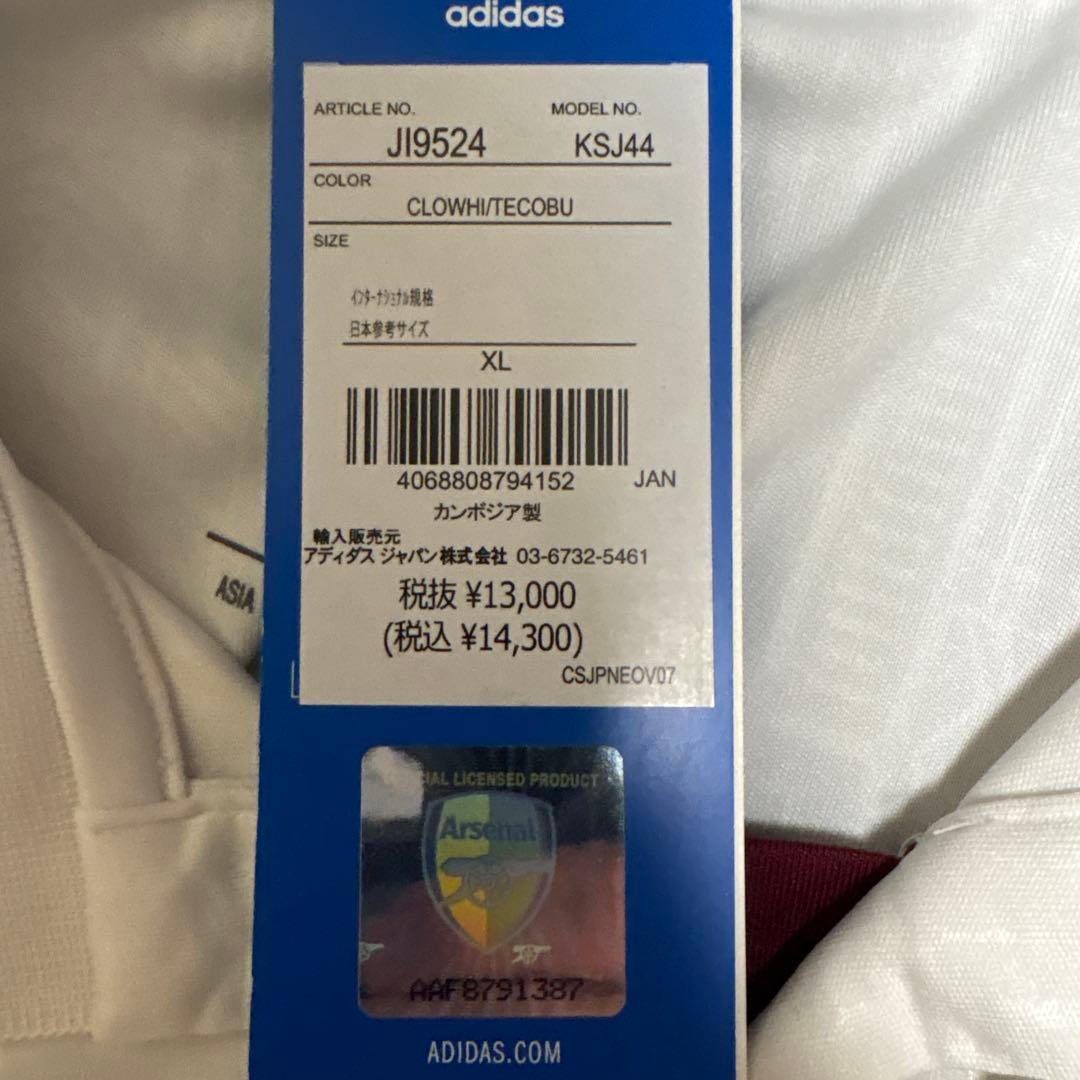 adidas
ARTICLE NO. MODEL NO.
JI9524 KSJ44
COLOR
CLOWHI/TECOBU
SIZE
インターナショナル規格
日本参考サイズ
XL
4068808794152 JAN
カンボジア製
輸入販売元
アディダス ジャパン株式会社 03-6732-5461
税抜 ¥13,000
(税込 ¥14,300)
CSJPNEOV07
ASIA
LICENSED PRODUCT
Arsenal
AAF8791387
ADIDAS.COM